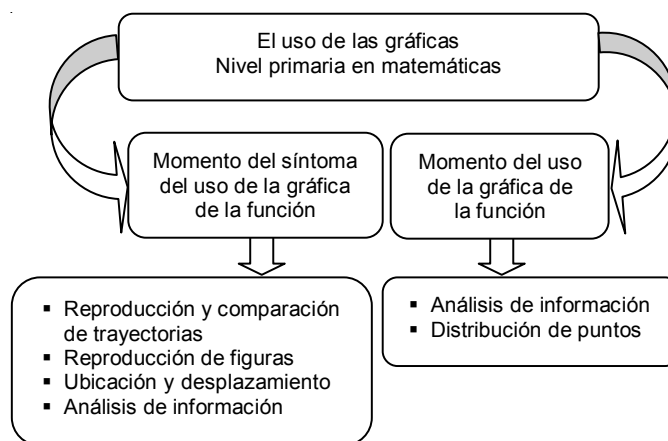 El uso de las gráficas
Nivel primaria en matemáticas
Momento del síntoma
del uso de la gráfica
de la función
Momento del uso
de la gráfica de
la función
▪ Reproducción y comparación
de trayectorias
▪ Reproducción de figuras
▪ Ubicación y desplazamiento
▪ Análisis de información
▪ Análisis de información
▪ Distribución de puntos